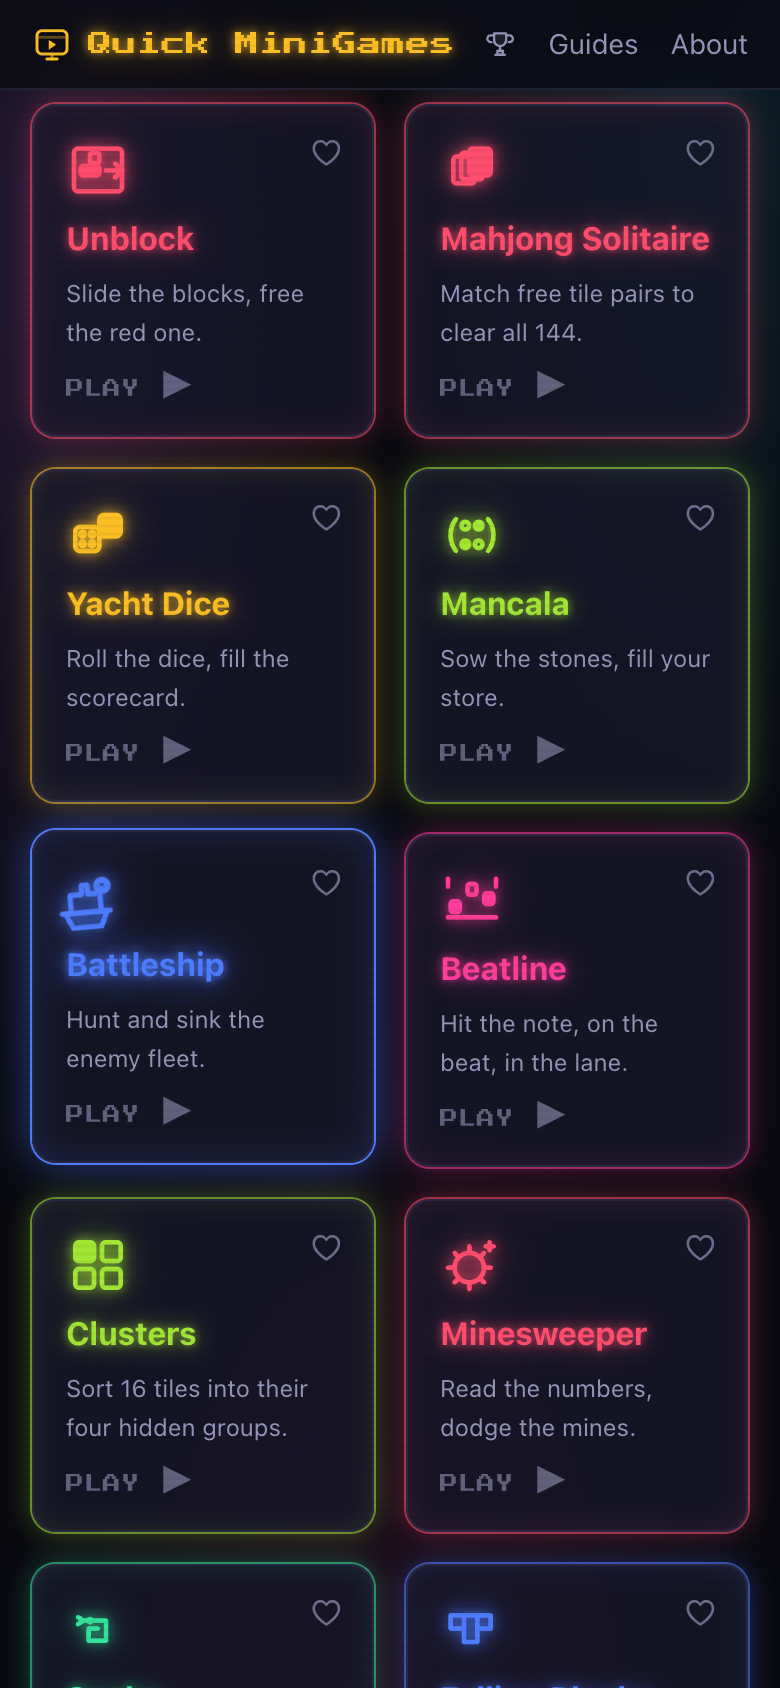 Quick MiniGames
Guides
About
Unblock
Slide the blocks, free
the red one.
PLAY
Mahjong Solitaire
Match free tile pairs to
clear all 144.
PLAY
Yacht Dice
Roll the dice, fill the
scorecard.
PLAY
Mancala
Sow the stones, fill your
store.
PLAY
Battleship
Hunt and sink the
enemy fleet.
PLAY
Beatline
Hit the note, on the
beat, in the lane.
PLAY
Clusters
Sort 16 tiles into their
four hidden groups.
PLAY
Minesweeper
Read the numbers,
dodge the mines.
PLAY